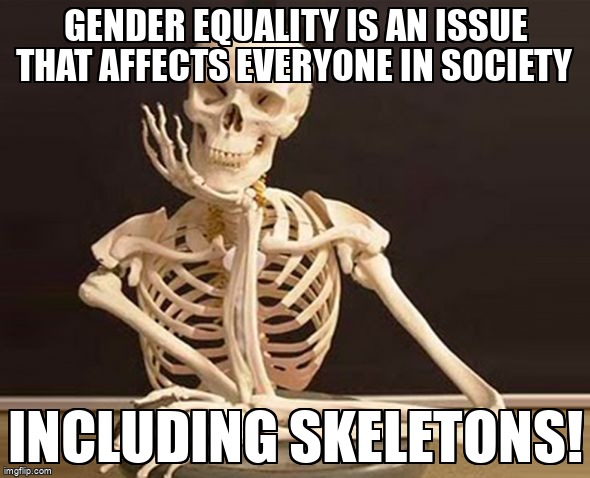 GENDER EQUALITY IS AN ISSUE
THAT AFFECTS EVERYONE IN SOCIETY
INCLUDING SKELETONS!
imgflip.com